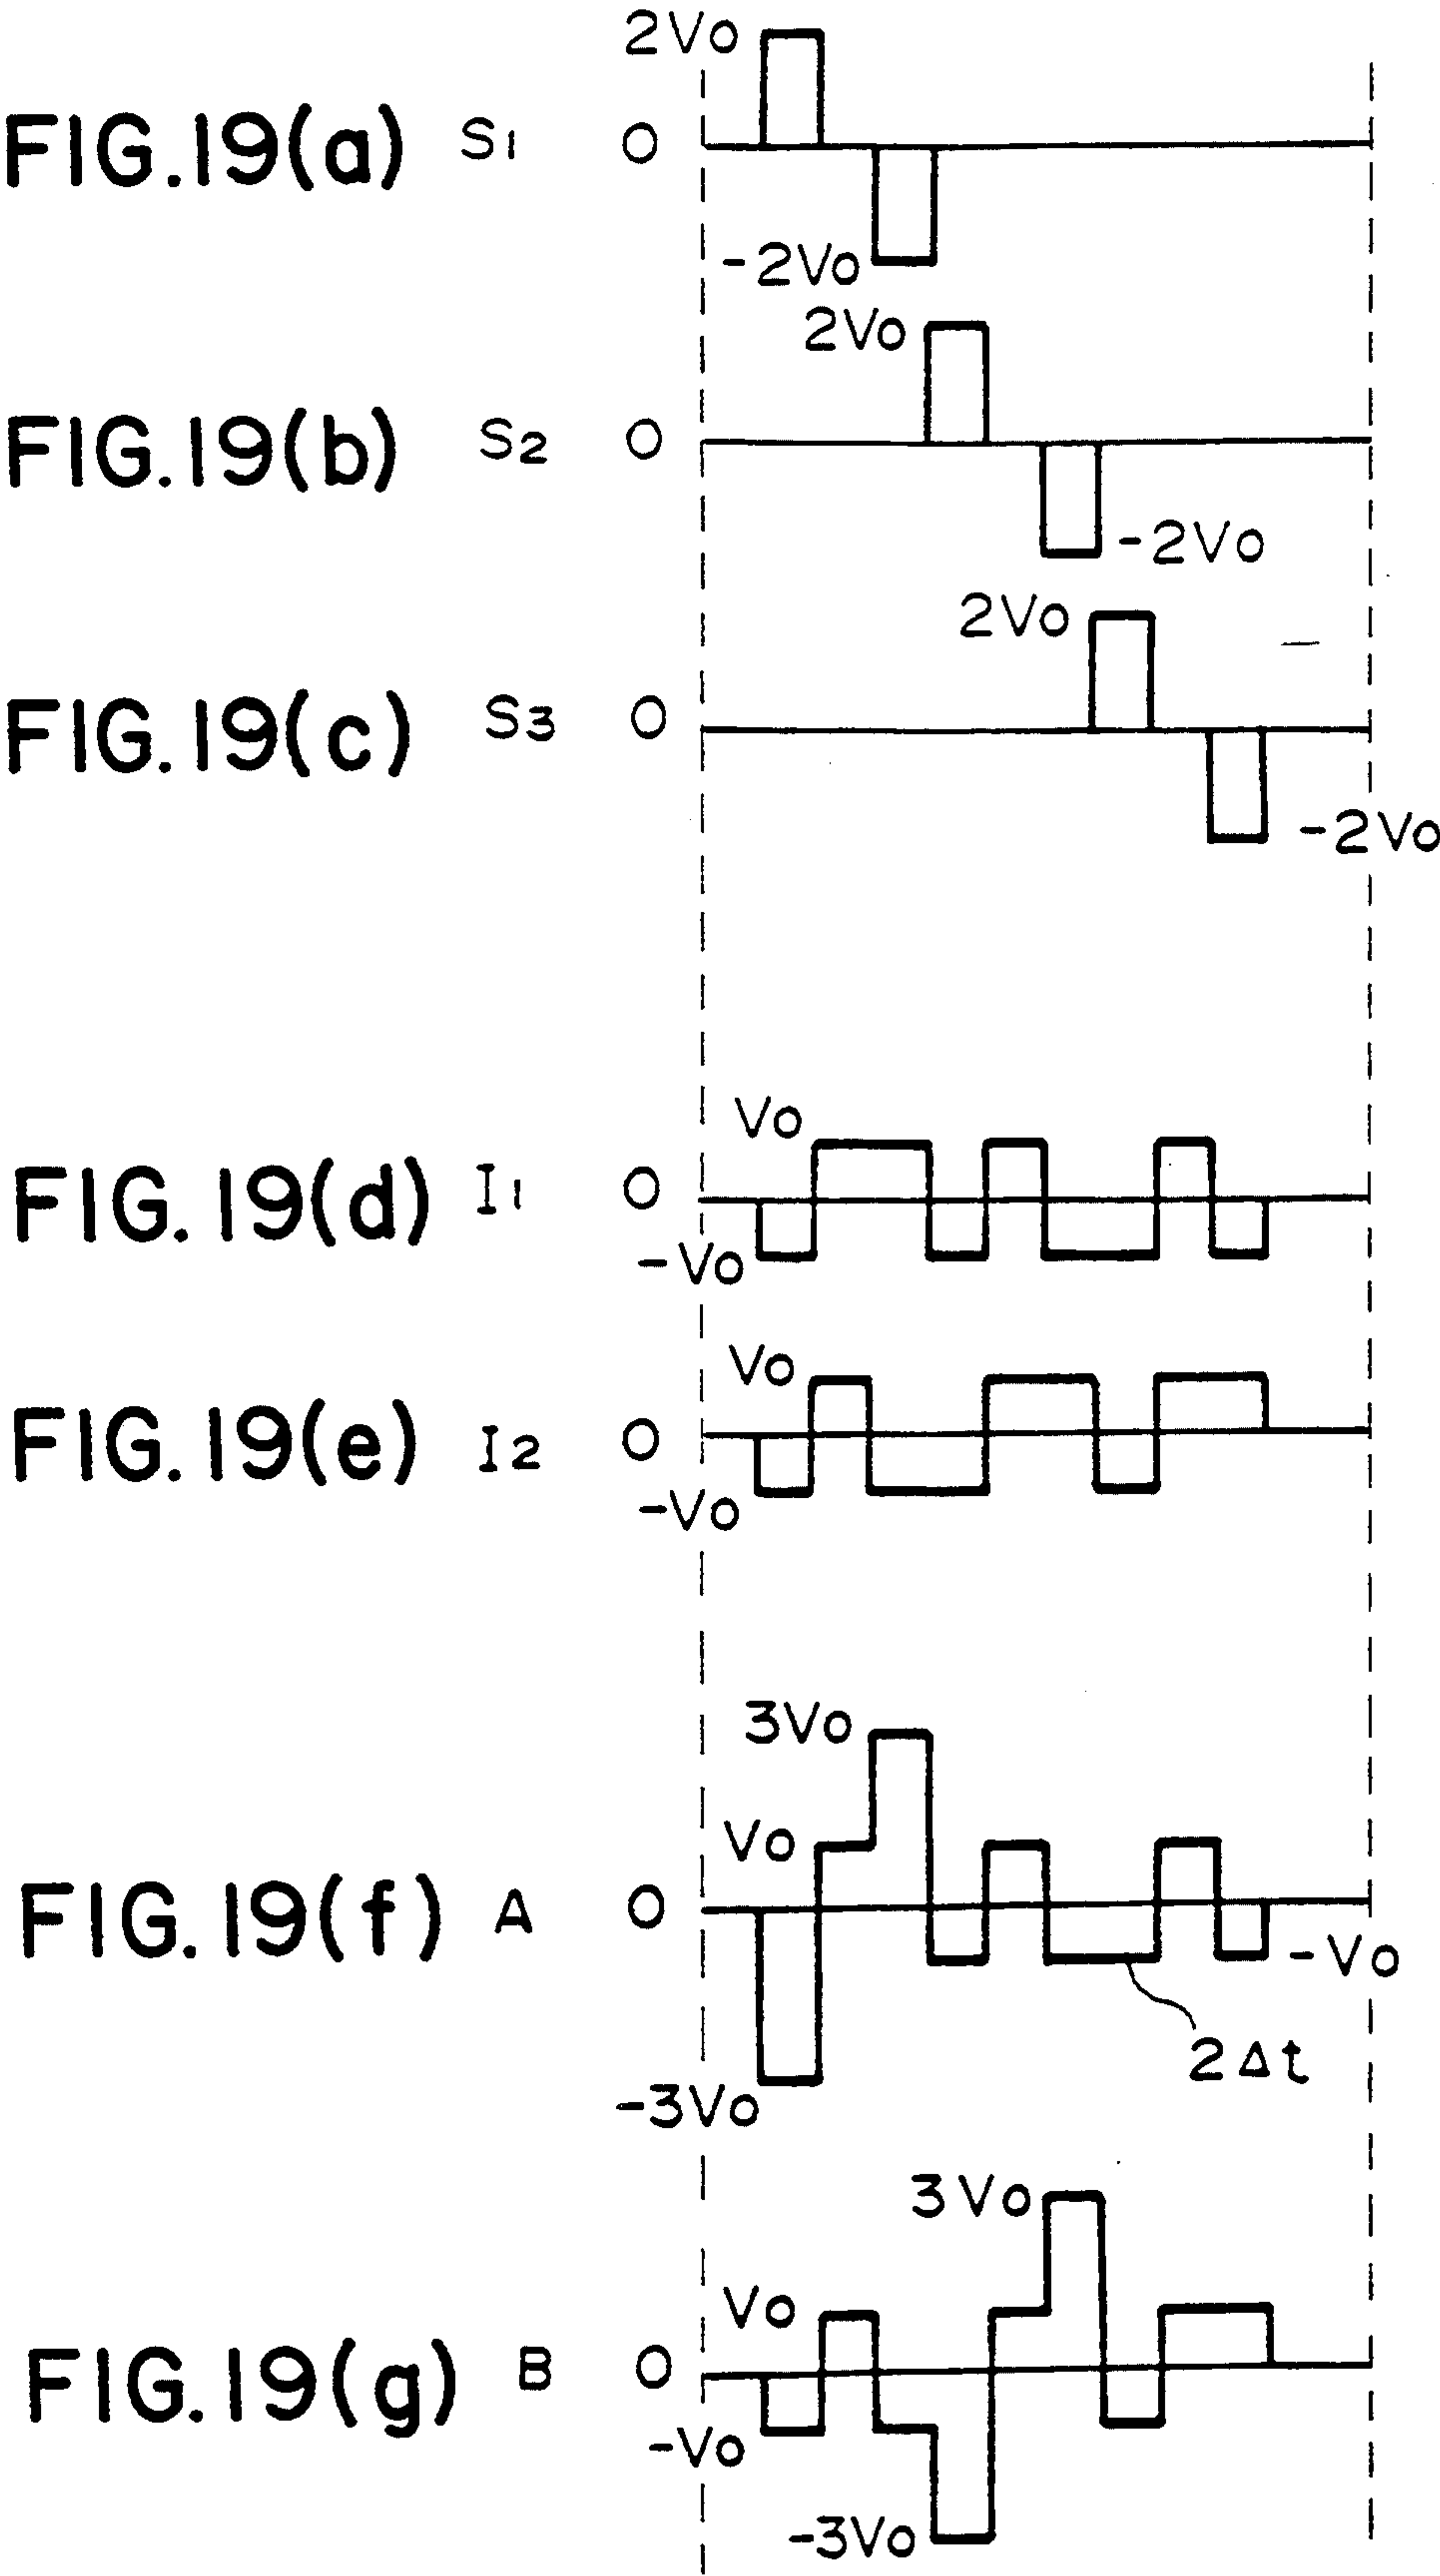 2Vo
FIG.19(a) S1 0
-2Vo
2Vo
FIG.19(b) S2 0
-2Vo
2Vo
FIG.19(c) S3 0
-2Vo
Vo
FIG.19(d) I1 0
-Vo
Vo
FIG.19(e) I2 0
-Vo
3Vo
Vo
FIG.19(f) A 0
-Vo
2Δt
-3Vo
3Vo
Vo
FIG.19(g) B 0
-Vo
-3Vo